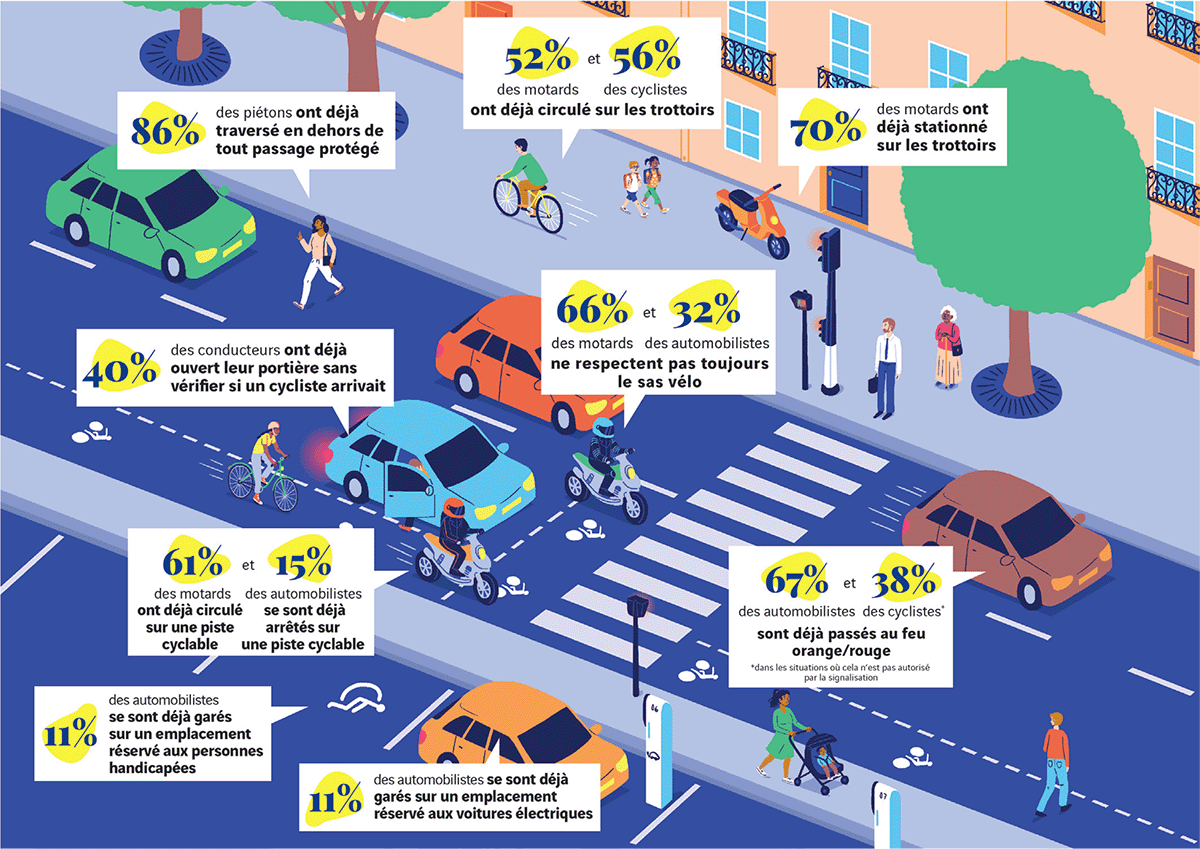 52% et 56%
des motards des cyclistes
ont déjà circulé sur les trottoirs
86%
des piétons ont déjà
traversé en dehors de
tout passage protégé
70%
des motards ont
déjà stationné
sur les trottoirs
66% et 32%
des motards des automobilistes
ne respectent pas toujours
le sas vélo
40%
des conducteurs ont déjà
ouvert leur portière sans
vérifier si un cycliste arrivait
61% et 15%
des motards des automobilistes
ont déjà circulé se sont déjà
sur une piste arrêtés sur
cyclable une piste cyclable
67% et 38%
des automobilistes des cyclistes*
sont déjà passés au feu
orange/rouge
*dans les situations où cela n'est pas autorisé
par la signalisation
11%
des automobilistes
se sont déjà garés
sur un emplacement
réservé aux personnes
handicapées
11%
des automobilistes se sont déjà
garés sur un emplacement
réservé aux voitures électriques
06
07